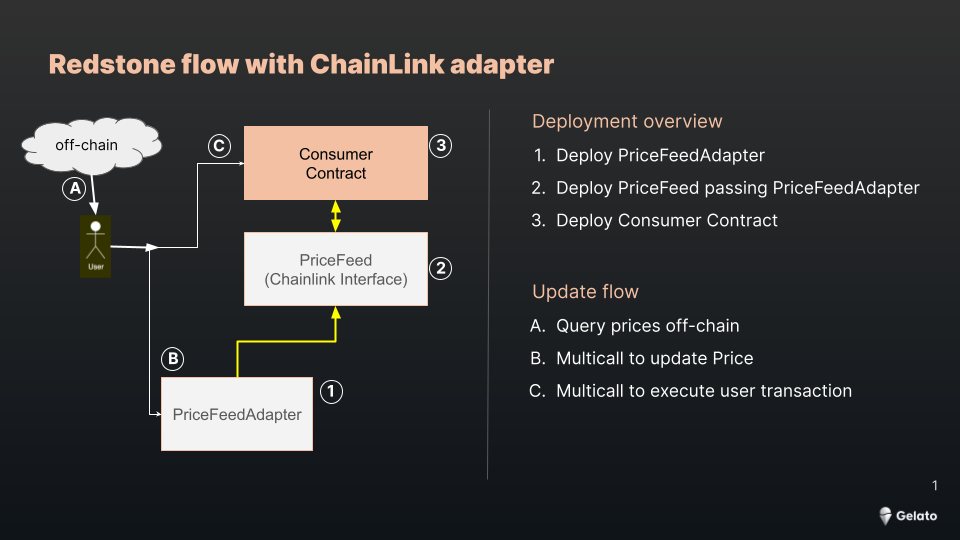 Redstone flow with ChainLink adapter
off-chain
A
User
C
Consumer
Contract
3
PriceFeed
(Chainlink Interface)
2
B
PriceFeedAdapter
1
Deployment overview
1. Deploy PriceFeedAdapter
2. Deploy PriceFeed passing PriceFeedAdapter
3. Deploy Consumer Contract
Update flow
A. Query prices off-chain
B. Multicall to update Price
C. Multicall to execute user transaction
1
Gelato